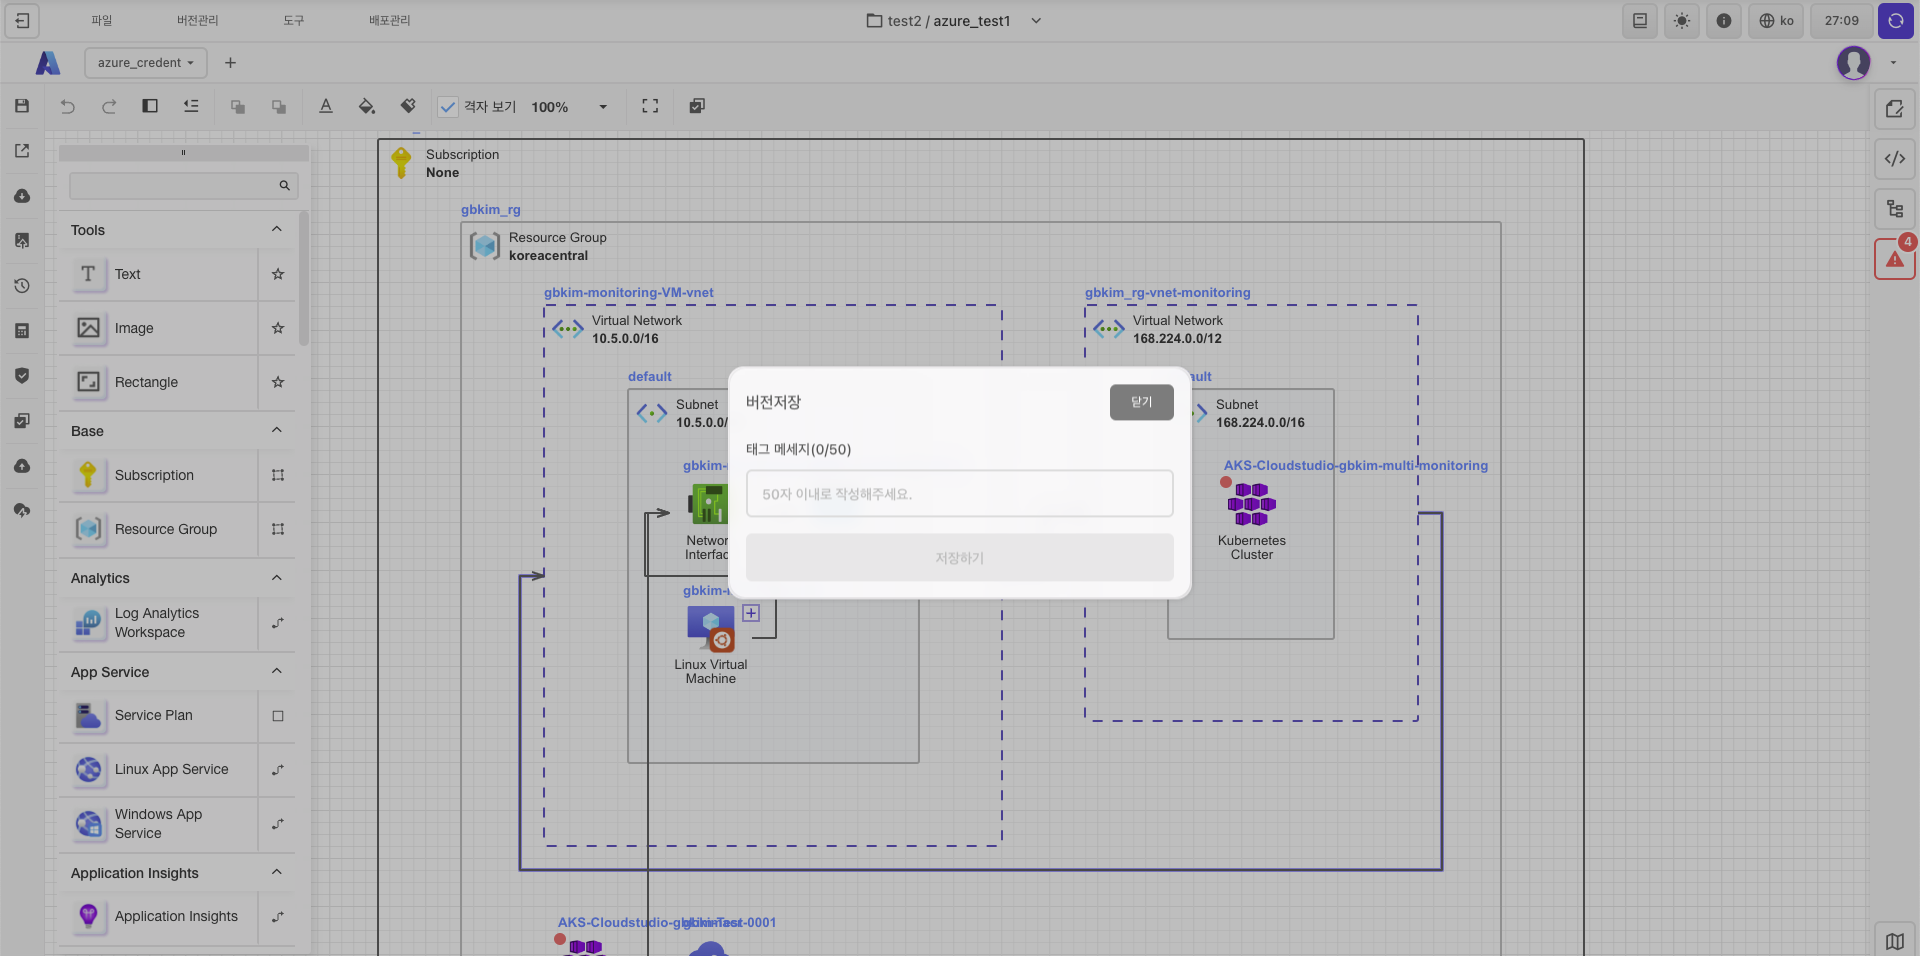 파일
버전관리
도구
배포관리
test2 / azure_test1
ko
27:09
azure_credent
격자 보기
100%
4
Subscription
None
gbkim_rg
Resource Group
koreacentral
gbkim-monitoring-VM-vnet
Virtual Network
10.5.0.0/16
gbkim_rg-vnet-monitoring
Virtual Network
168.224.0.0/12
default
Subnet
10.5.0.0/
ault
Subnet
168.224.0.0/16
gbkim-
Networ
Interfac
gbkim-
Linux Virtual
Machine
AKS-Cloudstudio-gbkim-multi-monitoring
Kubernetes
Cluster
버전저장
닫기
태그 메세지(0/50)
50자 이내로 작성해주세요.
저장하기
Tools
Text
Image
Rectangle
Base
Subscription
Resource Group
Analytics
Log Analytics
Workspace
App Service
Service Plan
Linux App Service
Windows App
Service
Application Insights
Application Insights
AKS-Cloudstudio-g
-0001